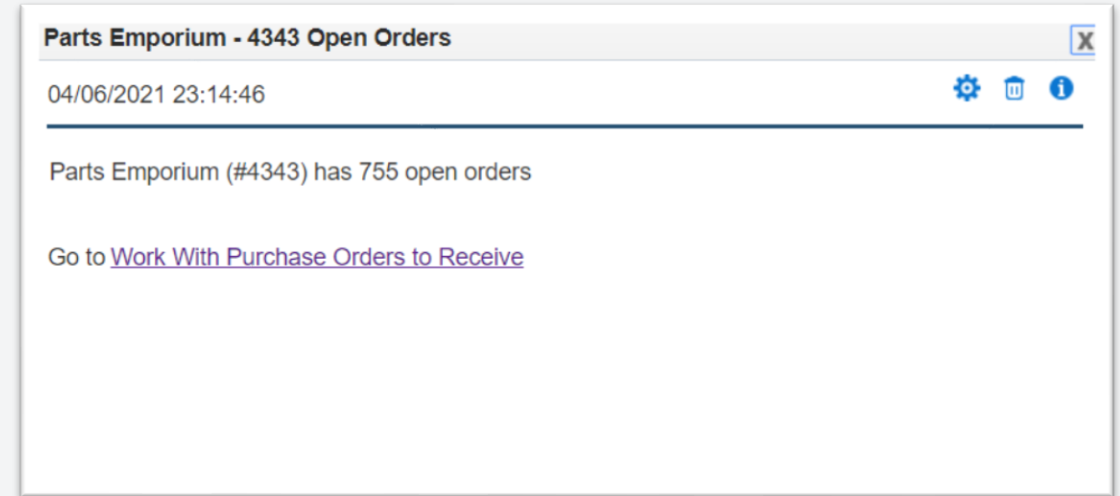 Parts Emporium - 4343 Open Orders
X
04/06/2021 23:14:46
Parts Emporium (#4343) has 755 open orders
Go to Work With Purchase Orders to Receive